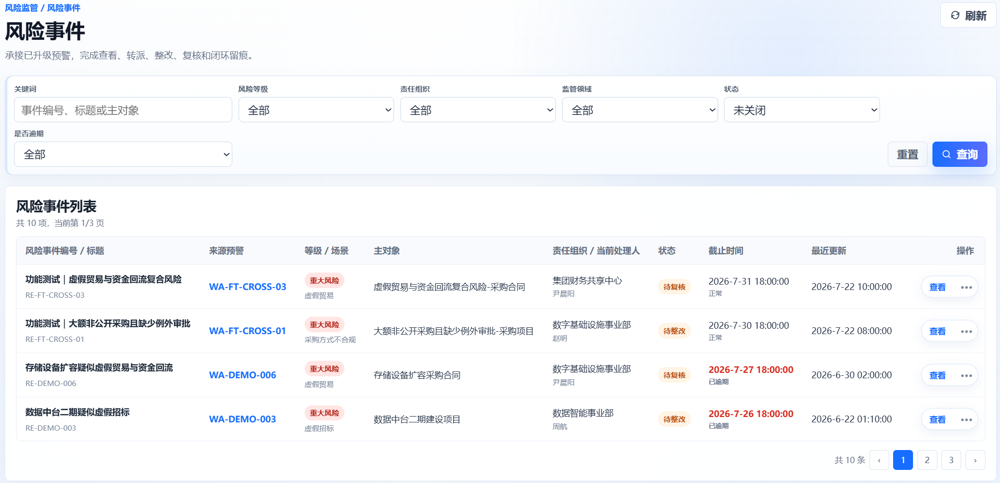 风险监管 / 风险事件
刷新
风险事件
承接已升级预警，完成查看、转派、整改、复核和闭环留痕。
关键词 风险等级 责任组织 监管领域 状态
事件编号、标题或主对象 全部 全部 全部 未关闭
是否逾期
全部 重置 查询
风险事件列表
共 10 项，当前第 1/3 页
风险事件编号 / 标题 来源预警 等级 / 场景 主对象 责任组织 / 当前处理人 状态 截止时间 最近更新 操作
功能测试｜虚假贸易与资金回流复合风险
RE-FT-CROSS-03
WA-FT-CROSS-03
重大风险
虚假贸易
虚假贸易与资金回流复合风险-采购合同
集团财务共享中心
尹晨阳
待复核
2026-7-31 18:00:00
正常
2026-7-22 10:00:00
查看 •••
功能测试｜大额非公开采购且缺少例外审批
RE-FT-CROSS-01
WA-FT-CROSS-01
重大风险
采购方式不合规
大额非公开采购且缺少例外审批-采购项目
数字基础设施事业部
赵明
待整改
2026-7-30 18:00:00
正常
2026-7-22 08:00:00
查看 •••
存储设备扩容疑似虚假贸易与资金回流
RE-DEMO-006
WA-DEMO-006
重大风险
虚假贸易
存储设备扩容采购合同
数字基础设施事业部
尹晨阳
待复核
2026-7-27 18:00:00
已逾期
2026-6-30 02:00:00
查看 •••
数据中台二期疑似虚假招标
RE-DEMO-003
WA-DEMO-003
重大风险
虚假招标
数据中台二期建设项目
数据智能事业部
周航
待整改
2026-7-26 18:00:00
已逾期
2026-6-22 01:10:00
查看 •••
共 10 条 ‹ 1 2 3 ›